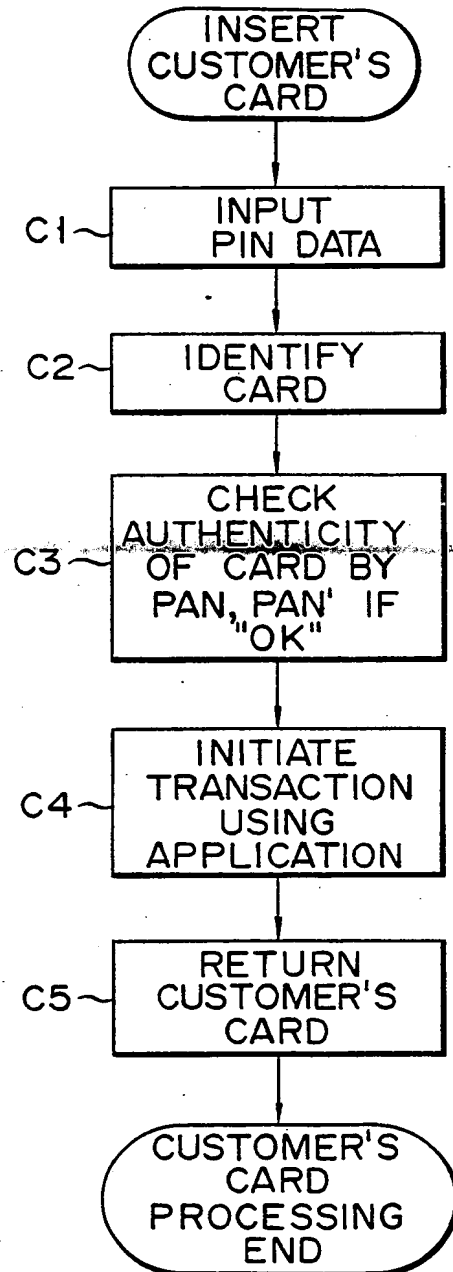 INSERT
CUSTOMER'S
CARD
C1
INPUT
PIN DATA
C2
IDENTIFY
CARD
C3
CHECK
AUTHENTICITY
OF CARD BY
PAN, PAN' IF
"OK"
C4
INITIATE
TRANSACTION
USING
APPLICATION
C5
RETURN
CUSTOMER'S
CARD
CUSTOMER'S
CARD
PROCESSING
END